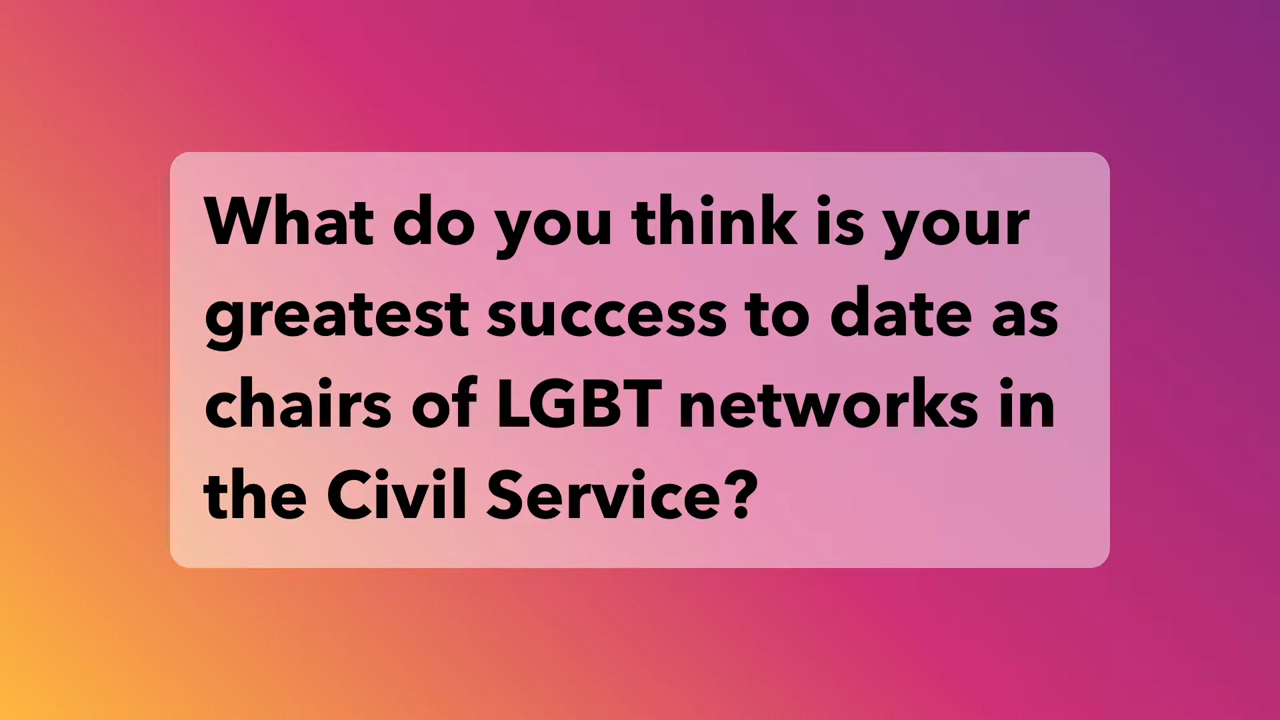 What do you think is your
greatest success to date as
chairs of LGBT networks in
the Civil Service?